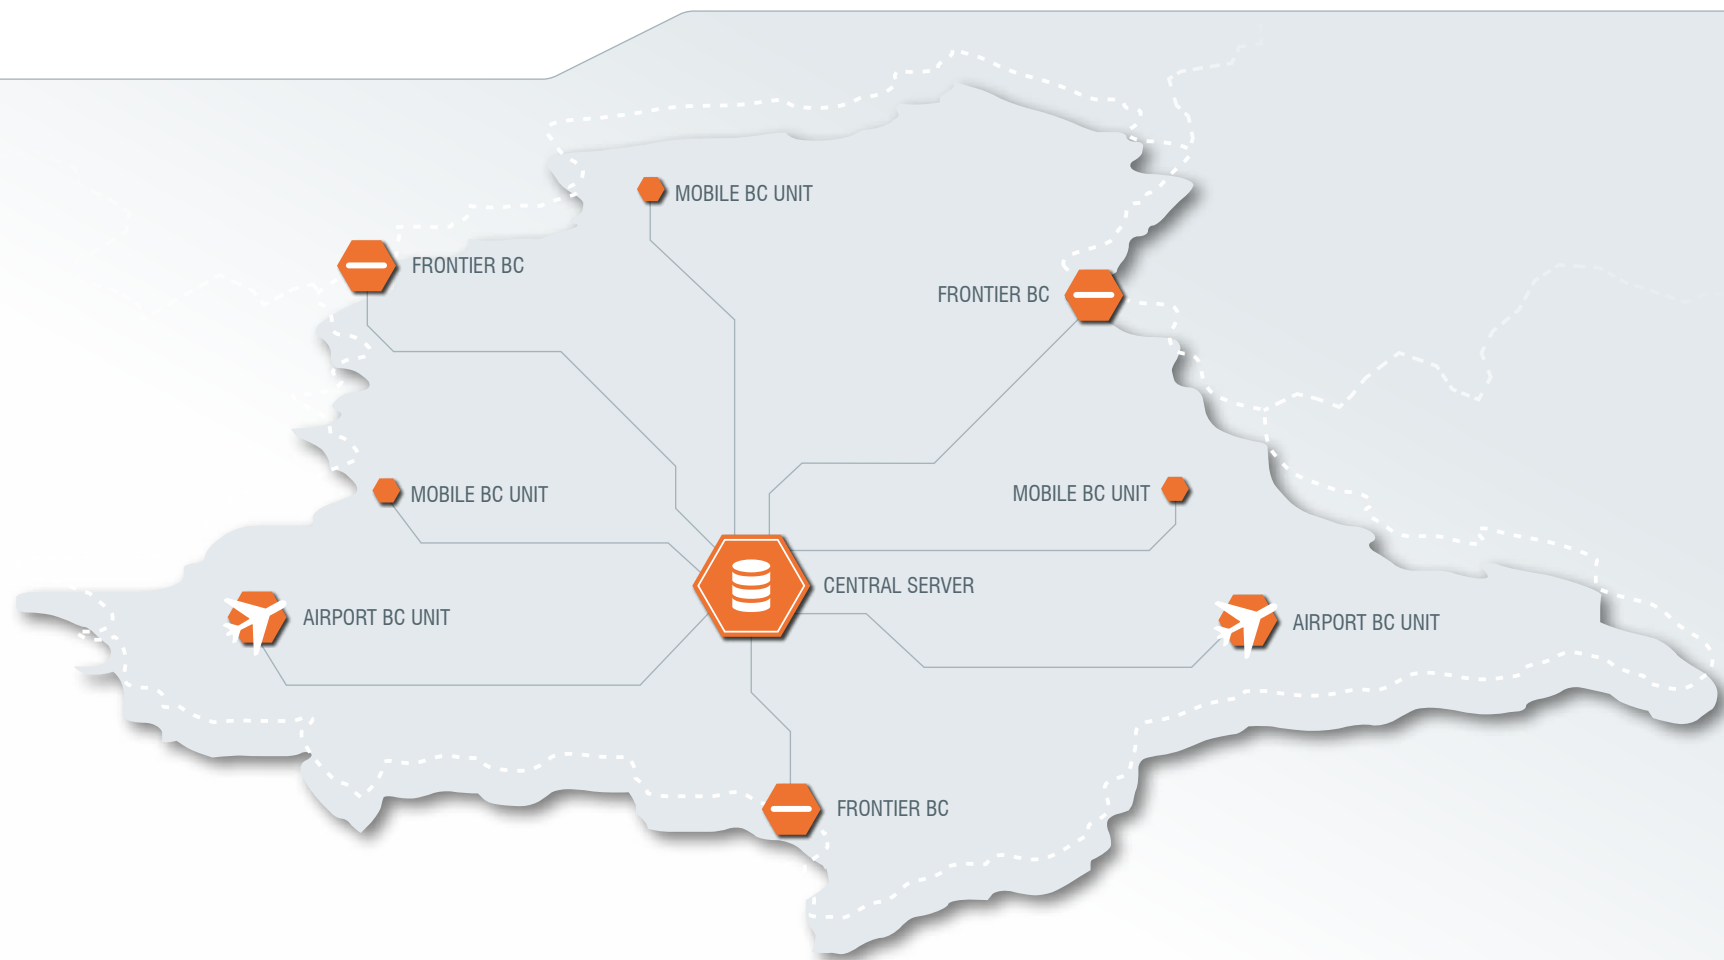 MOBILE BC UNIT
FRONTIER BC
FRONTIER BC
MOBILE BC UNIT
MOBILE BC UNIT
CENTRAL SERVER
AIRPORT BC UNIT
AIRPORT BC UNIT
FRONTIER BC